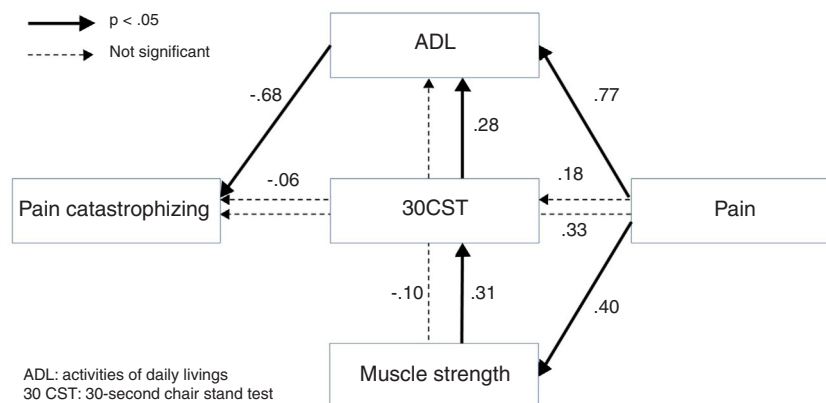 p < .05
Not significant
ADL
-.68
.77
.28
-.06
.18
Pain catastrophizing
30CST
Pain
.33
-.10
.31
.40
Muscle strength
ADL: activities of daily livings
30 CST: 30-second chair stand test